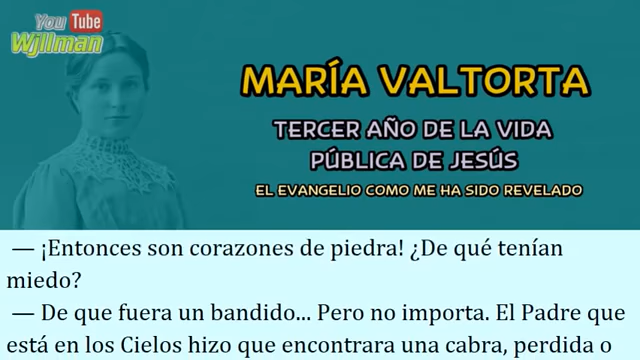 You Tube
Wjllman
MARÍA VALTORTA
TERCER AÑO DE LA VIDA
PÚBLICA DE JESÚS
EL EVANGELIO COMO ME HA SIDO REVELADO
— ¡Entonces son corazones de piedra! ¿De qué tenían
miedo?
— De que fuera un bandido... Pero no importa. El Padre que
está en los Cielos hizo que encontrara una cabra, perdida o